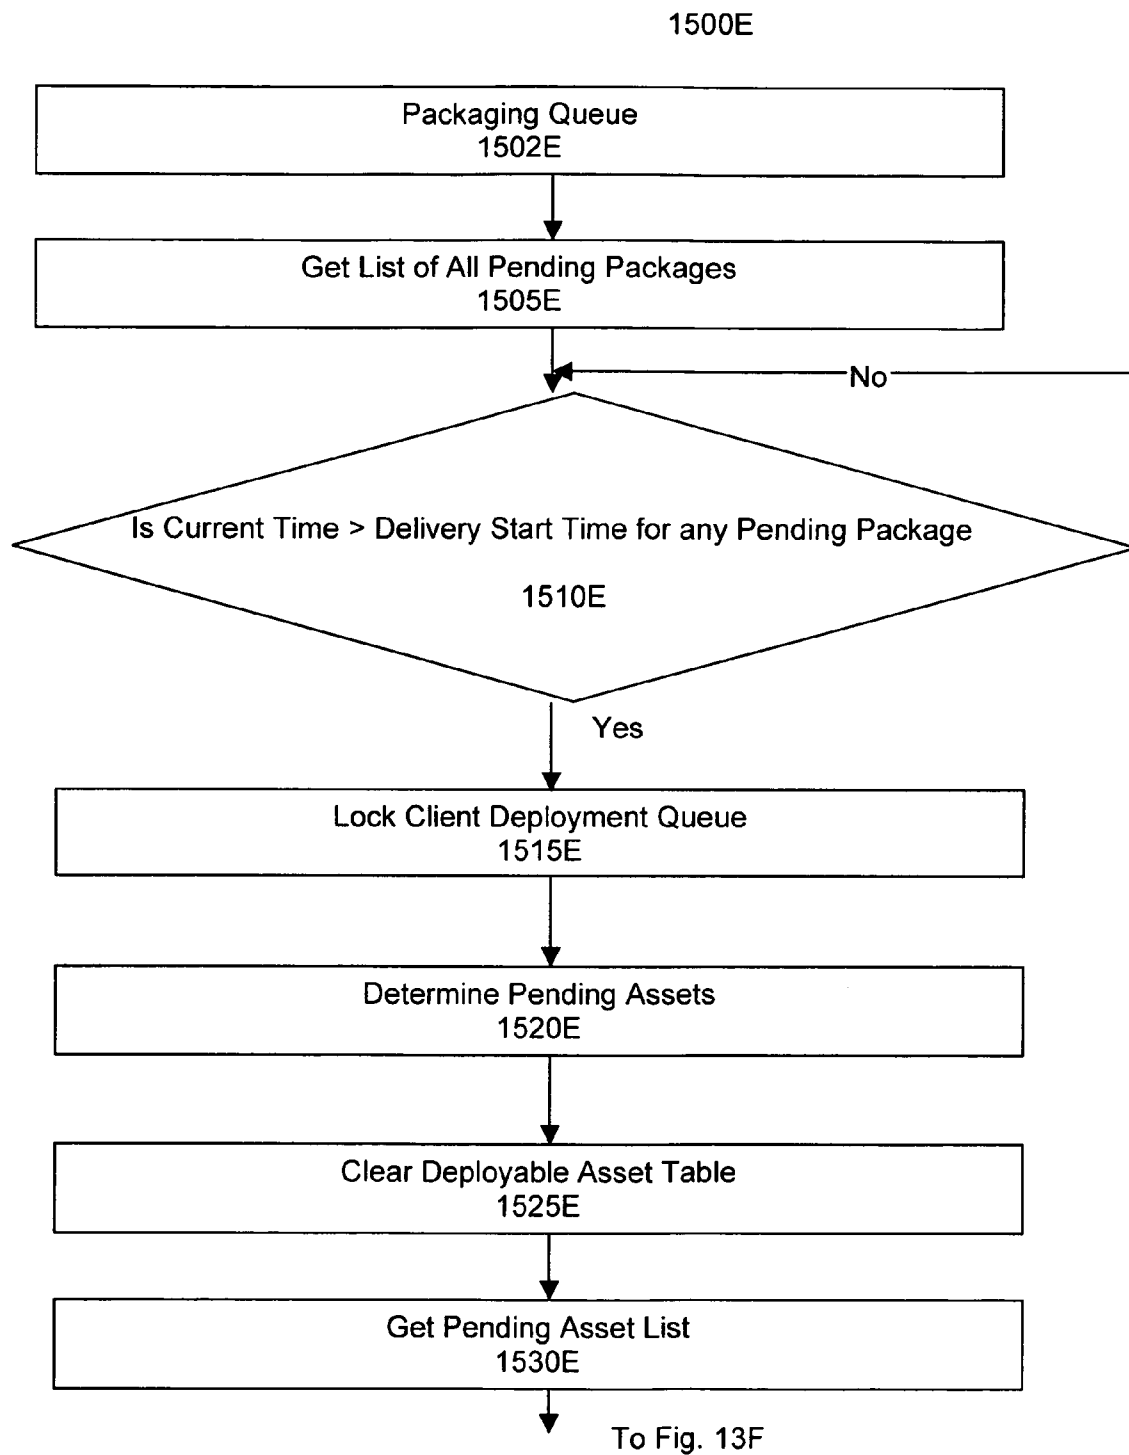 1500E
Packaging Queue
1502E
Get List of All Pending Packages
1505E
No
Is Current Time > Delivery Start Time for any Pending Package
1510E
Yes
Lock Client Deployment Queue
1515E
Determine Pending Assets
1520E
Clear Deployable Asset Table
1525E
Get Pending Asset List
1530E
To Fig. 13F